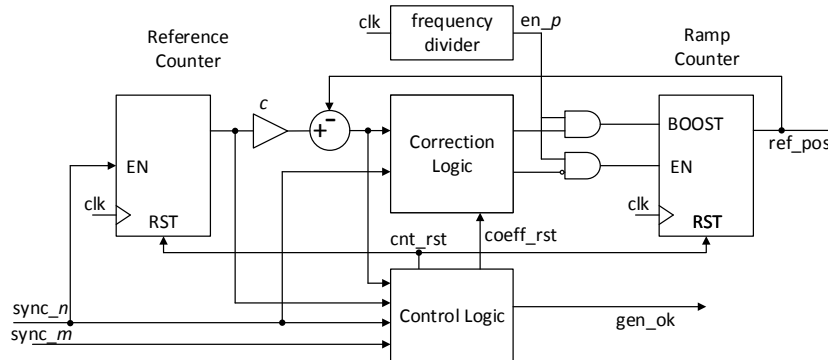 clk
frequency
divider
en_p
Reference
Counter
Ramp
Counter
c
+
-
Correction
Logic
BOOST
EN
clk
RST
ref_pos
EN
clk
RST
cnt_rst
coeff_rst
sync_n
sync_m
Control Logic
gen_ok